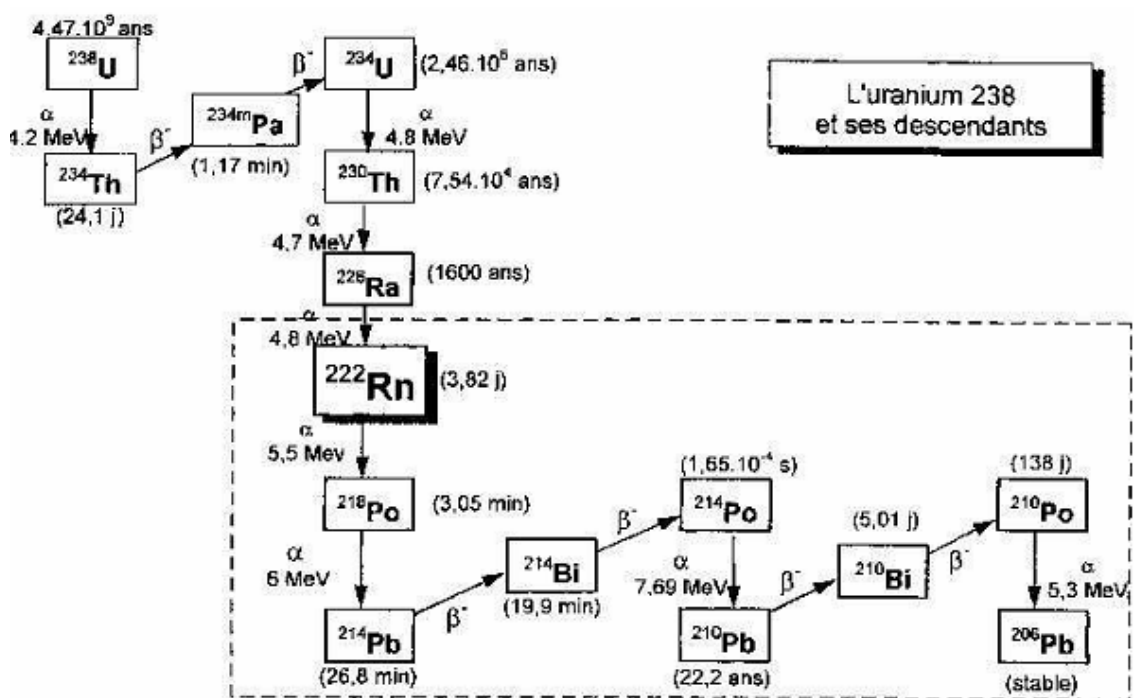 4.47.10⁹ ans
²³⁸U
α
4.2 MeV
²³⁴Th
(24,1 j)
β⁻
²³⁴ᵐPa
(1,17 min)
β⁻
²³⁴U
(2,46.10⁵ ans)
α
4.8 MeV
²³⁰Th
(7,54.10⁴ ans)
α
4.7 MeV
²²⁶Ra
(1600 ans)
α
4,8 MeV
²²²Rn
(3,82 j)
α
5,5 Mev
²¹⁸Po
(3,05 min)
α
6 MeV
²¹⁴Pb
(26,8 min)
β⁻
²¹⁴Bi
(19,9 min)
β⁻
(1,65.10⁻⁴ s)
²¹⁴Po
α
7.69 MeV
²¹⁰Pb
(22,2 ans)
β⁻
(5,01 j)
²¹⁰Bi
β⁻
(138 j)
²¹⁰Po
α
5,3 MeV
²⁰⁶Pb
(stable)
L'uranium 238
et ses descendants